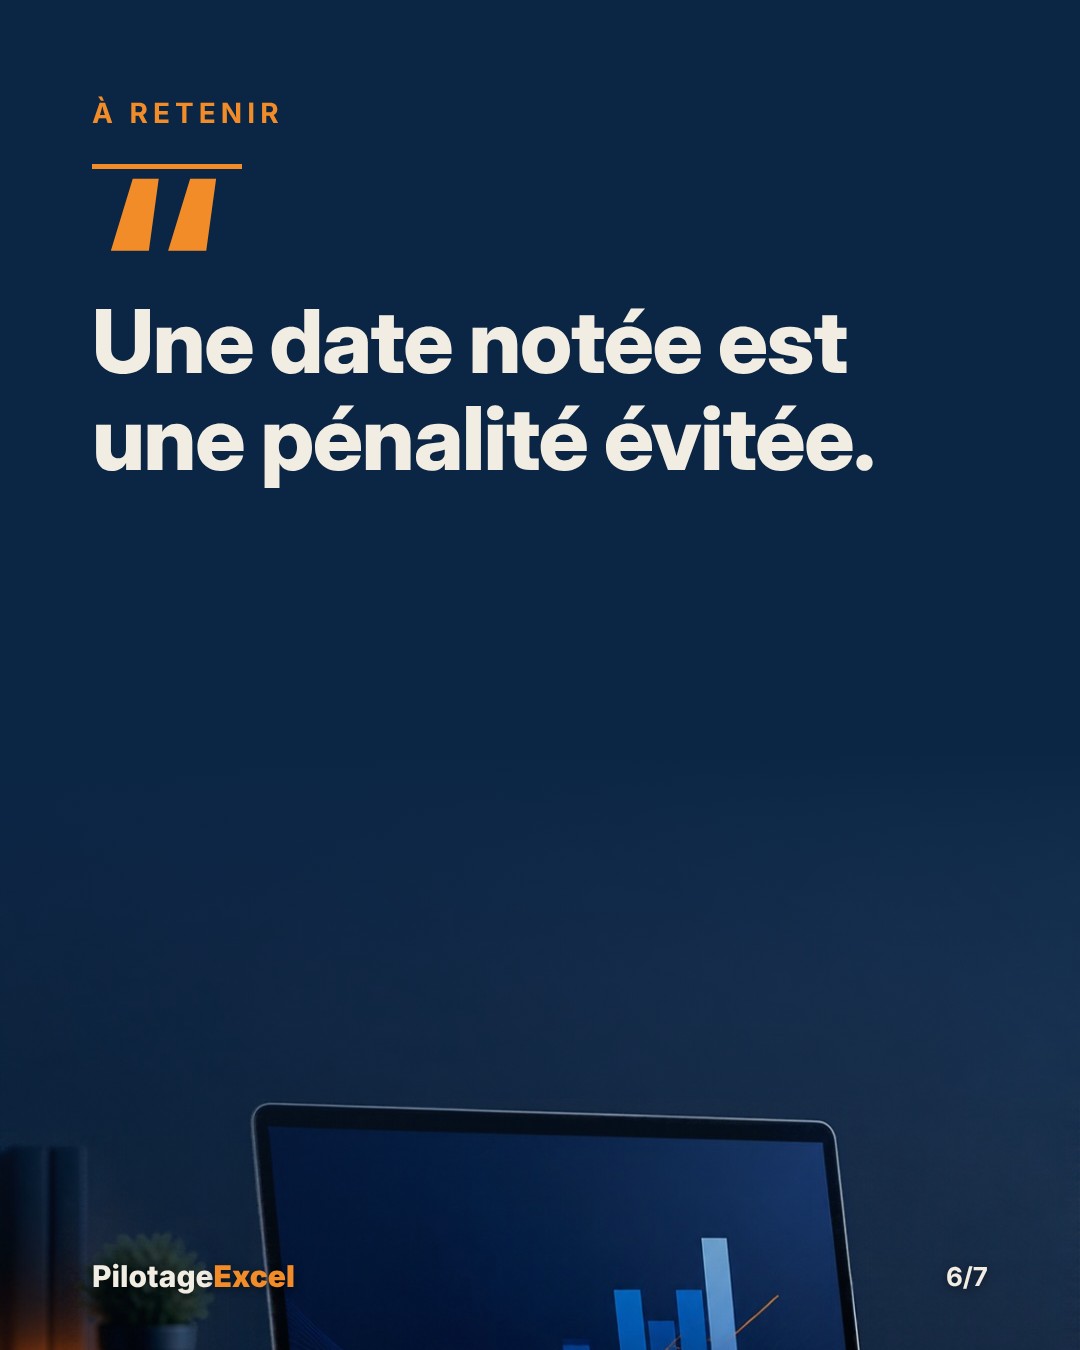 À RETENIR
"
Une date notée est
une pénalité évitée.
PilotageExcel
6/7